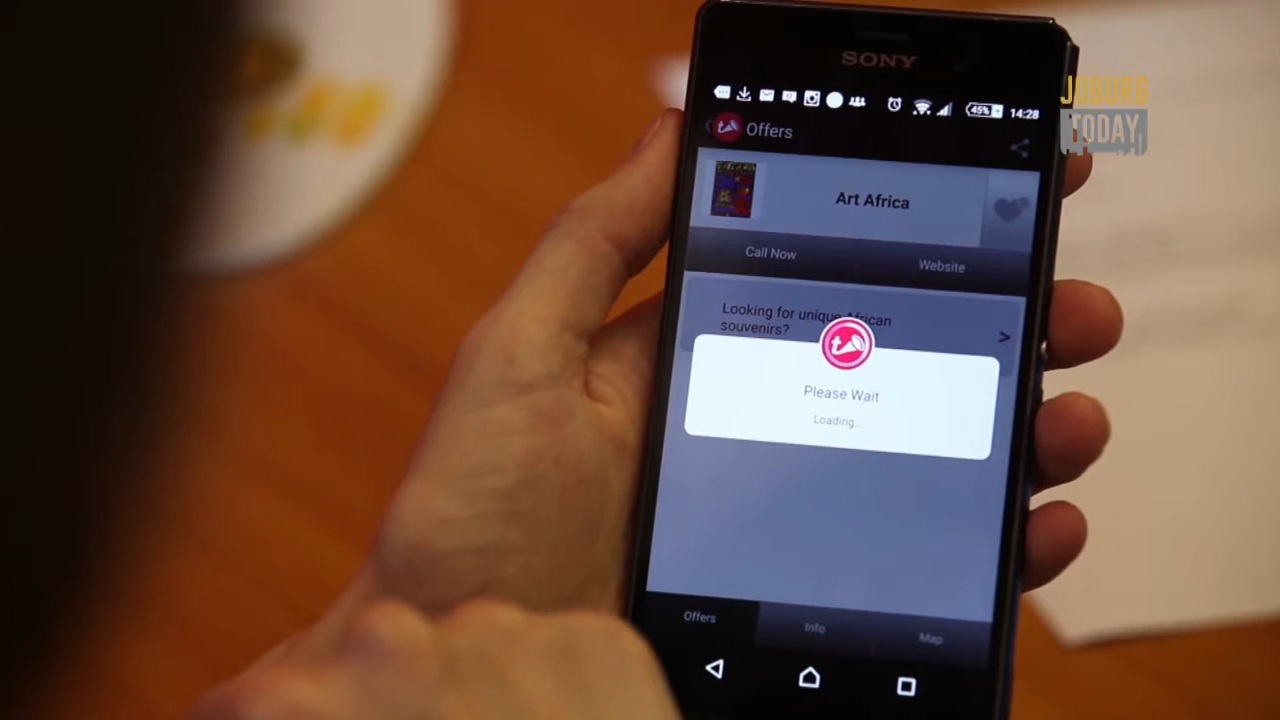 SONY
45%
14:28
JOBURG
TODAY
Offers
Art Africa
Call Now
Website
Looking for unique African
souvenirs?
>
Please Wait
Loading..
Offers
Info
Map